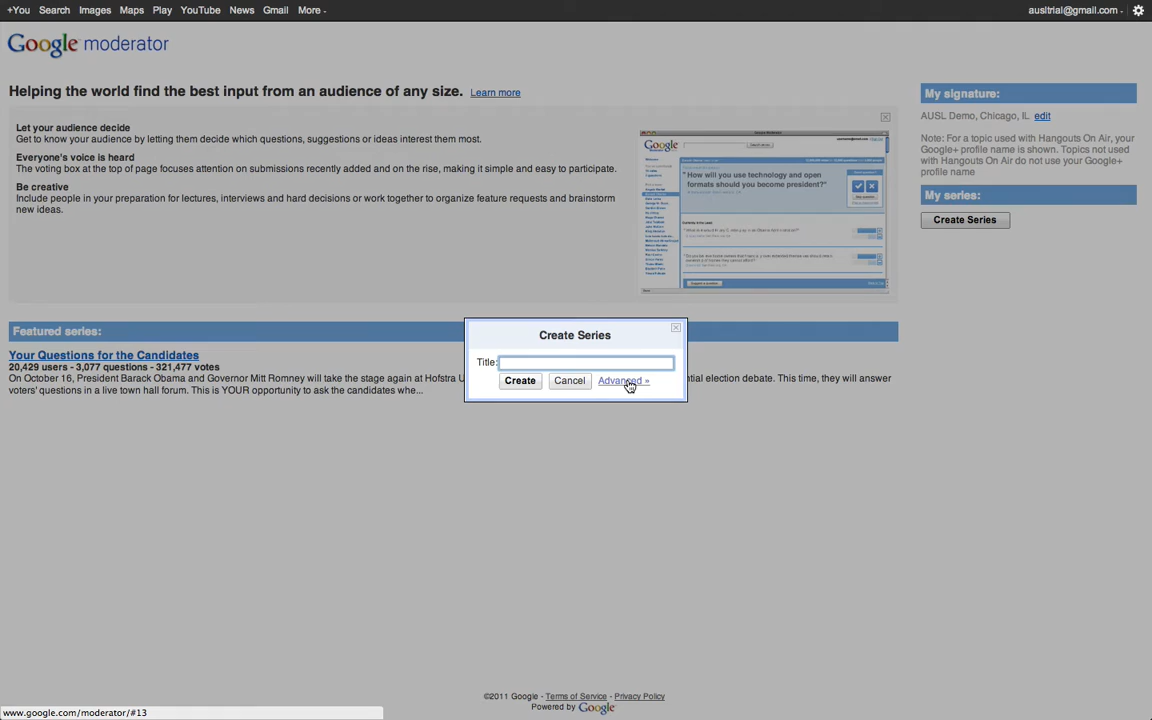 +You Search Images Maps Play YouTube News Gmail More - ausltrial@gmail.com -
Google moderator
Helping the world find the best input from an audience of any size. Learn more
Let your audience decide
Get to know your audience by letting them decide which questions, suggestions or ideas interest them most.
Everyone's voice is heard
The voting box at the top of page focuses attention on submissions recently added and on the rise, making it simple and easy to participate.
Be creative
Include people in your preparation for lectures, interviews and hard decisions or work together to organize feature requests and brainstorm
new ideas.
Google
"How will you use technology and open
formats should you become president?"
My signature:
AUSL Demo, Chicago, IL edit
Note: For a topic used with Hangouts On Air, your
Google+ profile name is shown. Topics not used
with Hangouts On Air do not use your Google+
profile name
My series:
Create Series
Featured series:
Your Questions for the Candidates
20,429 users - 3,077 questions - 321,477 votes
On October 16, President Barack Obama and Governor Mitt Romney will take the stage again at Hofstra U ential election debate. This time, they will answer
voters' questions in a live town hall forum. This is YOUR opportunity to ask the candidates whe...
Create Series
Title:
Create Cancel Advanced »
©2011 Google - Terms of Service - Privacy Policy
Powered by Google
www.google.com/moderator/#13